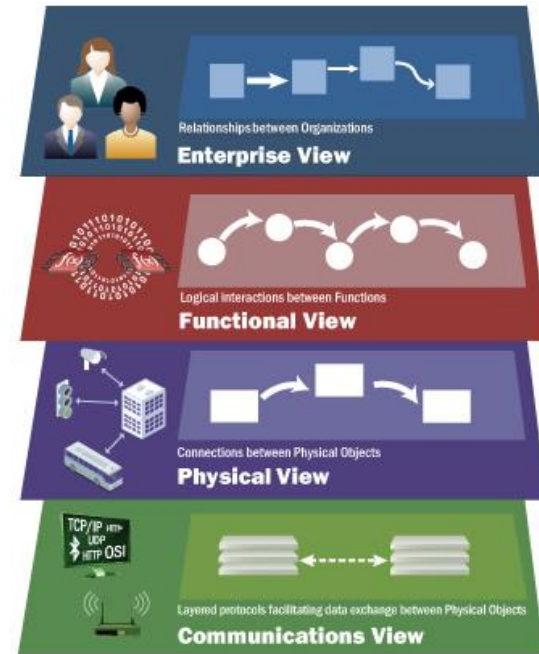 Relationships between Organizations
Enterprise View
Logical Interactions between Functions
Functional View
Connections between Physical Objects
Physical View
TCP/IP HTTP
UDP
HTTP OSI
Layered protocols facilitating data exchange between Physical Objects
Communications View